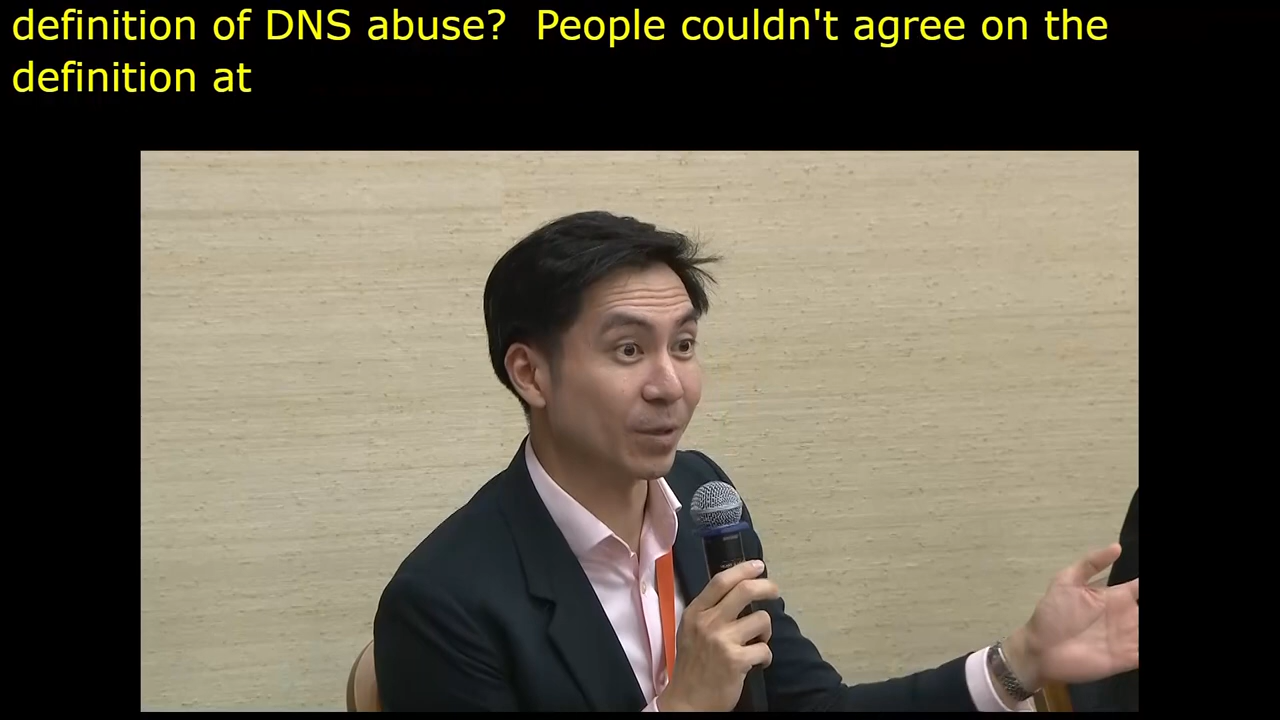 definition of DNS abuse?  People couldn't agree on the
definition at